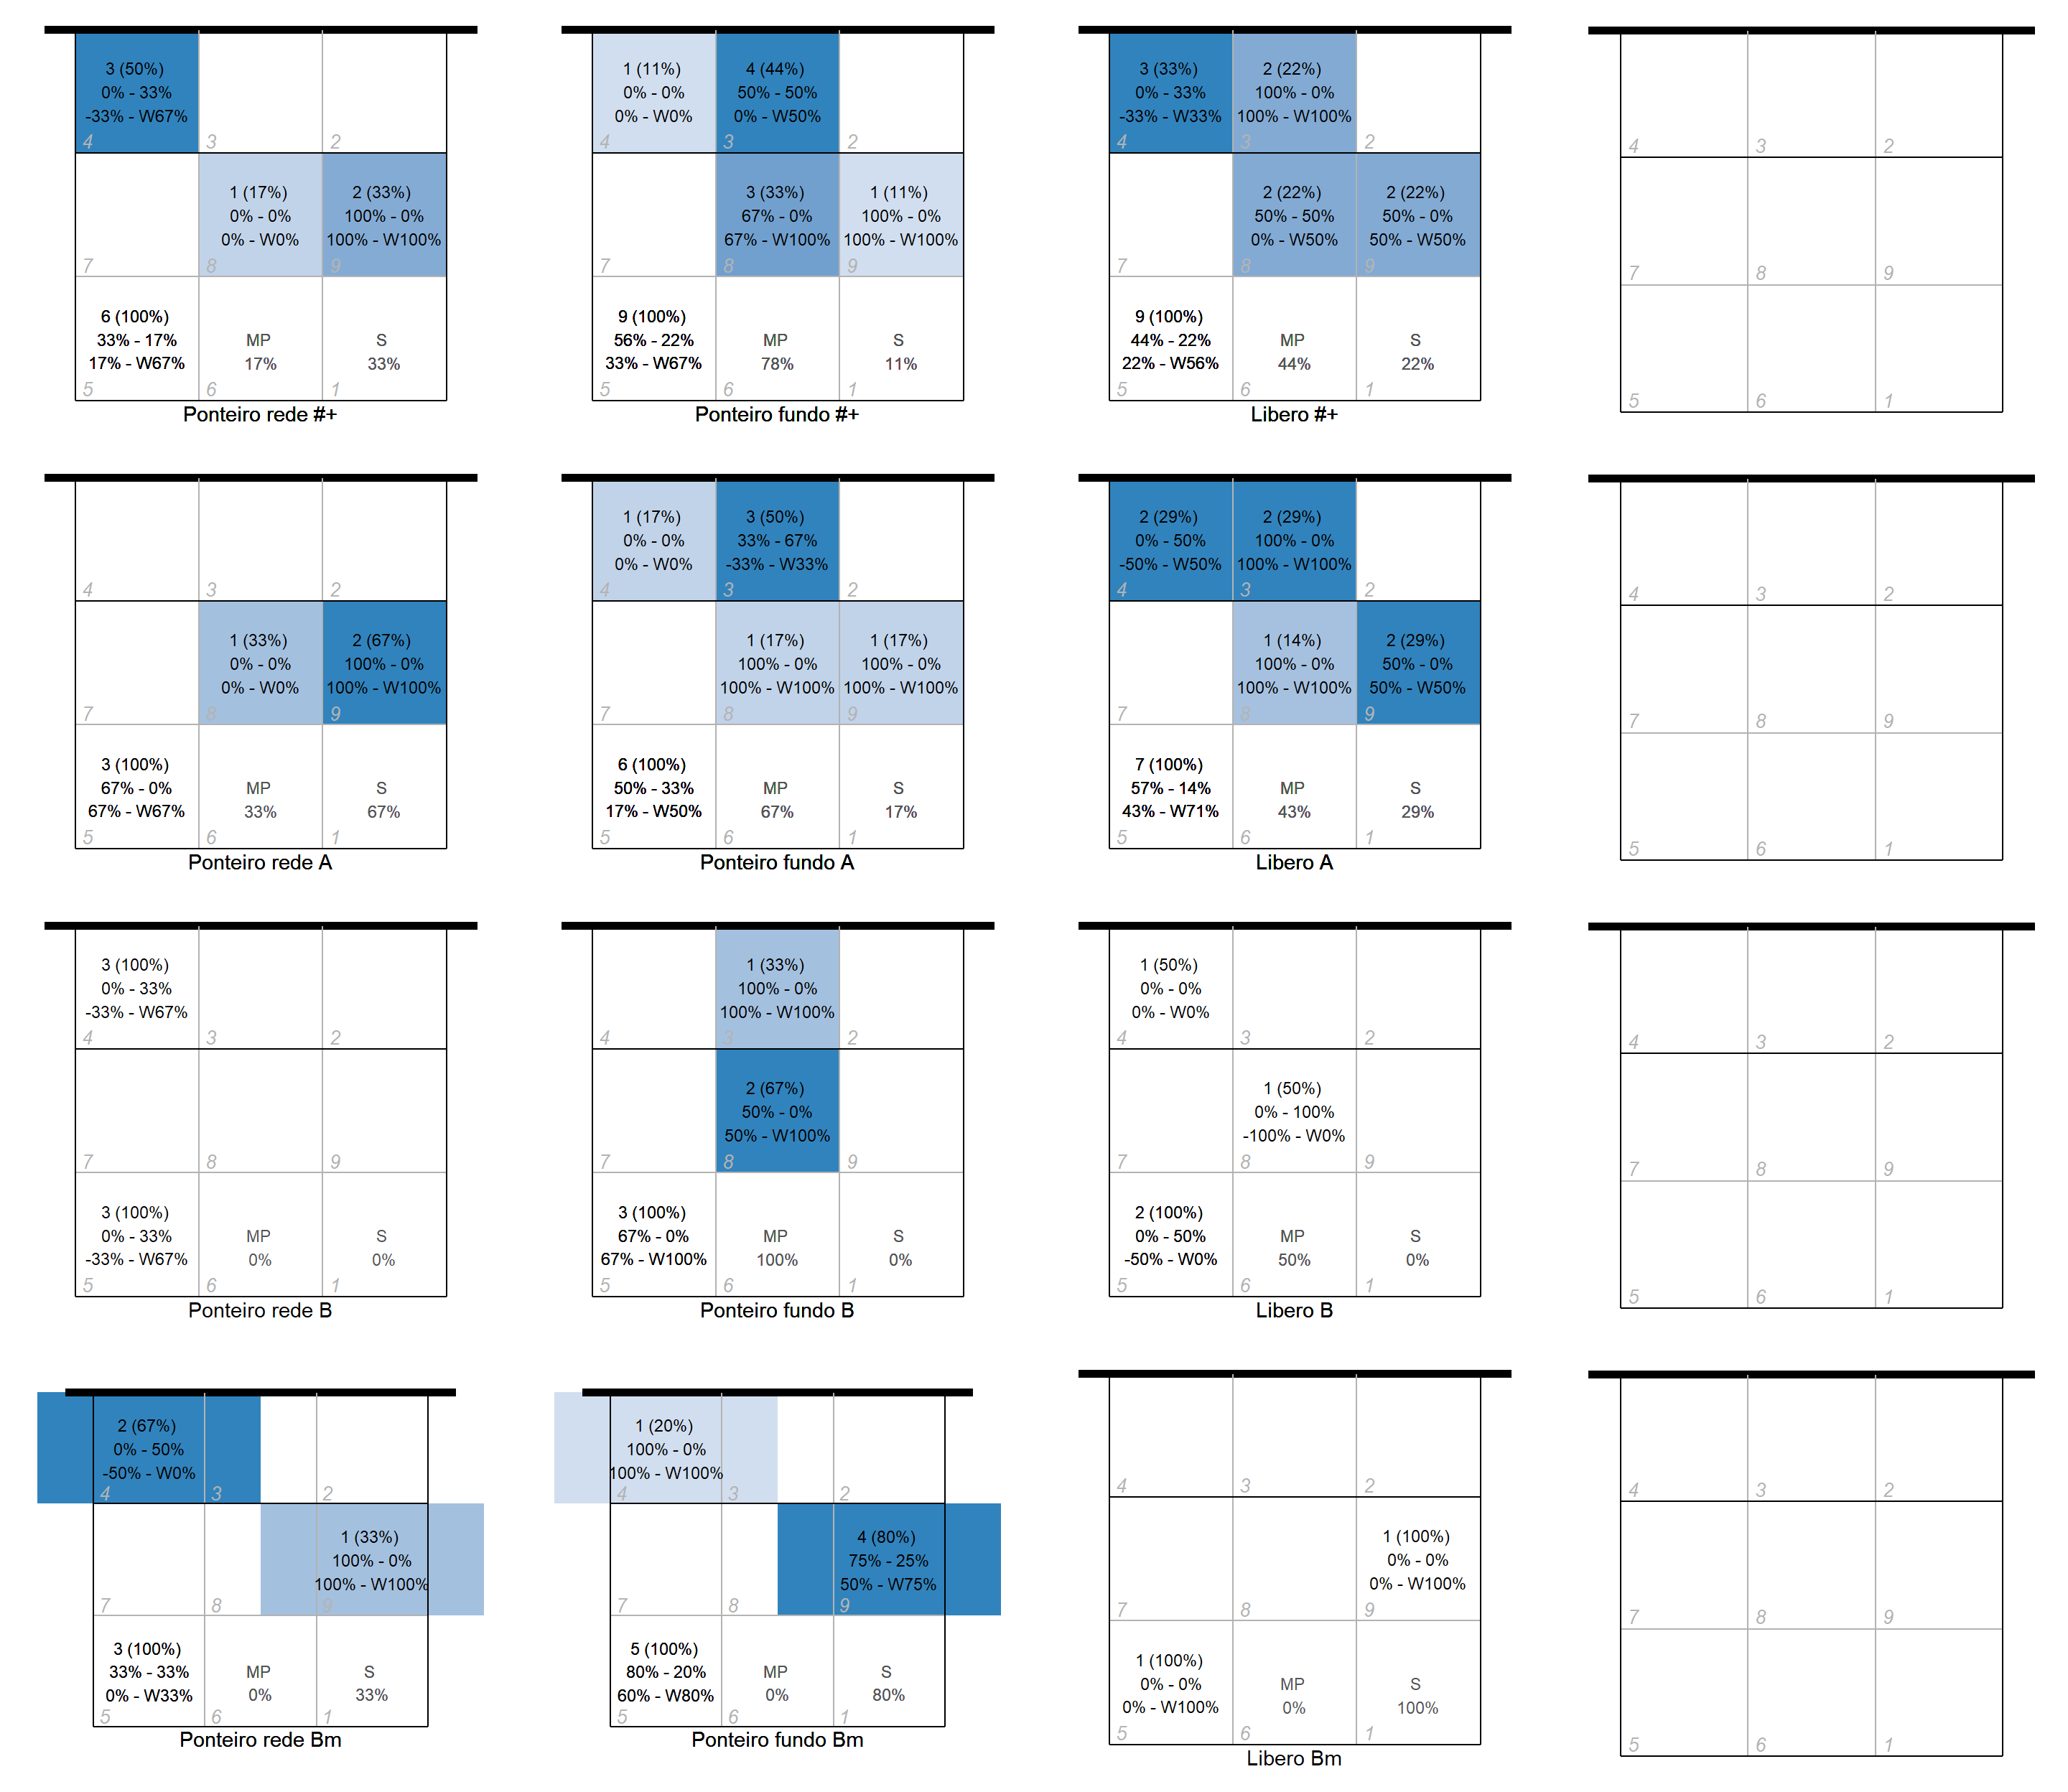 3 (50%)
0% - 33%
-33% - W67%
4
3
2
1 (17%)
0% - 0%
0% - W0%
2 (33%)
100% - 0%
100% - W100%
7
8
9
6 (100%)
33% - 17%
17% - W67%
MP
17%
S
33%
5
6
1
Ponteiro rede #+
1 (11%)
0% - 0%
0% - W0%
4 (44%)
50% - 50%
0% - W50%
4
3
2
3 (33%)
67% - 0%
67% - W100%
1 (11%)
100% - 0%
100% - W100%
7
8
9
9 (100%)
56% - 22%
33% - W67%
MP
78%
S
11%
5
6
1
Ponteiro fundo #+
3 (33%)
0% - 33%
-33% - W33%
2 (22%)
100% - 0%
100% - W100%
4
3
2
2 (22%)
50% - 50%
0% - W50%
2 (22%)
50% - 0%
50% - W50%
7
8
9
9 (100%)
44% - 22%
22% - W56%
MP
44%
S
22%
5
6
1
Libero #+
4
3
2
7
8
9
5
6
1
4
3
2
1 (33%)
0% - 0%
0% - W0%
2 (67%)
100% - 0%
100% - W100%
7
8
9
3 (100%)
67% - 0%
67% - W67%
MP
33%
S
67%
5
6
1
Ponteiro rede A
1 (17%)
0% - 0%
0% - W0%
3 (50%)
33% - 67%
-33% - W33%
4
3
2
1 (17%)
100% - 0%
100% - W100%
1 (17%)
100% - 0%
100% - W100%
7
8
9
6 (100%)
50% - 33%
17% - W50%
MP
67%
S
17%
5
6
1
Ponteiro fundo A
2 (29%)
0% - 50%
-50% - W50%
2 (29%)
100% - 0%
100% - W100%
4
3
2
1 (14%)
100% - 0%
100% - W100%
2 (29%)
50% - 0%
50% - W50%
7
8
9
7 (100%)
57% - 14%
43% - W71%
MP
43%
S
29%
5
6
1
Libero A
4
3
2
7
8
9
5
6
1
3 (100%)
0% - 33%
-33% - W67%
4
3
2
7
8
9
3 (100%)
0% - 33%
-33% - W67%
MP
0%
S
0%
5
6
1
Ponteiro rede B
1 (33%)
100% - 0%
100% - W100%
4
3
2
2 (67%)
50% - 0%
50% - W100%
7
8
9
3 (100%)
67% - 0%
67% - W100%
MP
100%
S
0%
5
6
1
Ponteiro fundo B
1 (50%)
0% - 0%
0% - W0%
4
3
2
1 (50%)
0% - 100%
-100% - W0%
7
8
9
2 (100%)
0% - 50%
-50% - W0%
MP
50%
S
0%
5
6
1
Libero B
4
3
2
7
8
9
5
6
1
2 (67%)
0% - 50%
-50% - W0%
4
3
2
1 (33%)
100% - 0%
100% - W100%
7
8
9
3 (100%)
33% - 33%
0% - W33%
MP
0%
S
33%
5
6
1
Ponteiro rede Bm
1 (20%)
100% - 0%
100% - W100%
4
3
2
4 (80%)
75% - 25%
50% - W75%
7
8
9
5 (100%)
80% - 20%
60% - W80%
MP
0%
S
80%
5
6
1
Ponteiro fundo Bm
4
3
2
1 (100%)
0% - 0%
0% - W100%
7
8
9
1 (100%)
0% - 0%
0% - W100%
MP
0%
S
100%
5
6
1
Libero Bm
4
3
2
7
8
9
5
6
1